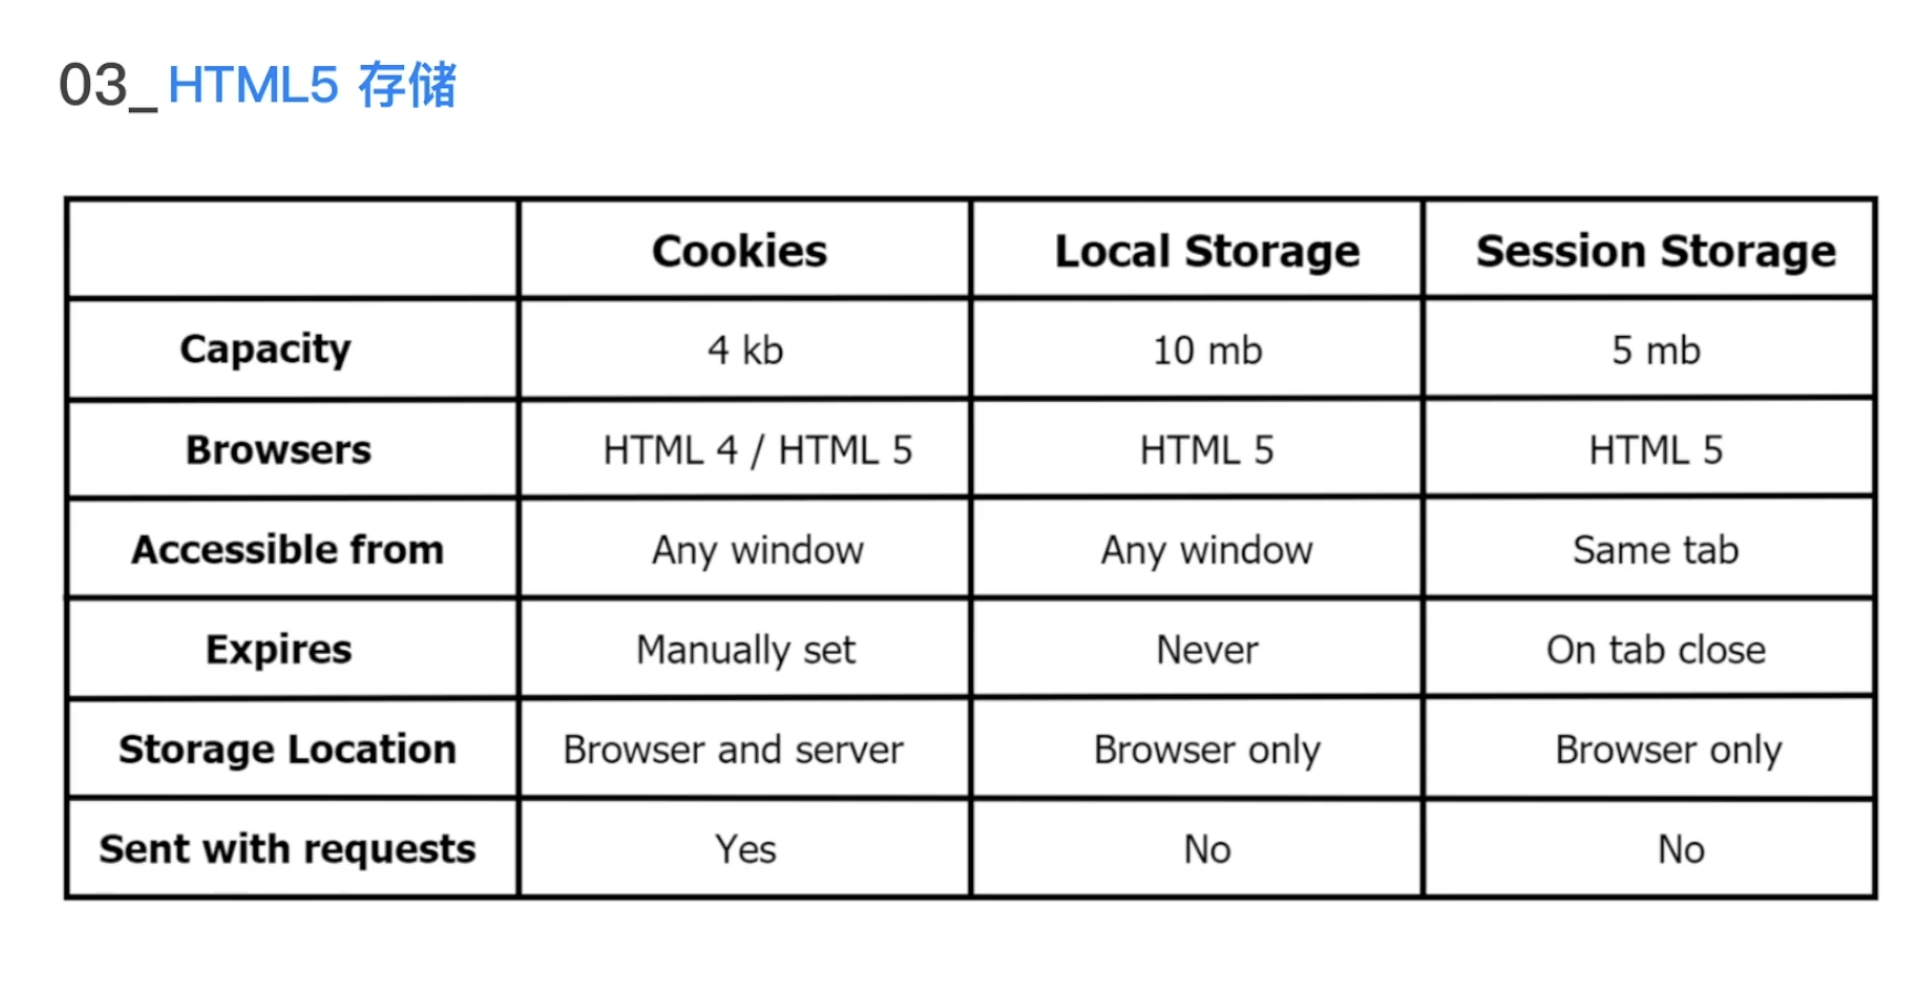 03_ HTML5 存储
Cookies Local Storage Session Storage
Capacity 4 kb 10 mb 5 mb
Browsers HTML 4 / HTML 5 HTML 5 HTML 5
Accessible from Any window Any window Same tab
Expires Manually set Never On tab close
Storage Location Browser and server Browser only Browser only
Sent with requests Yes No No